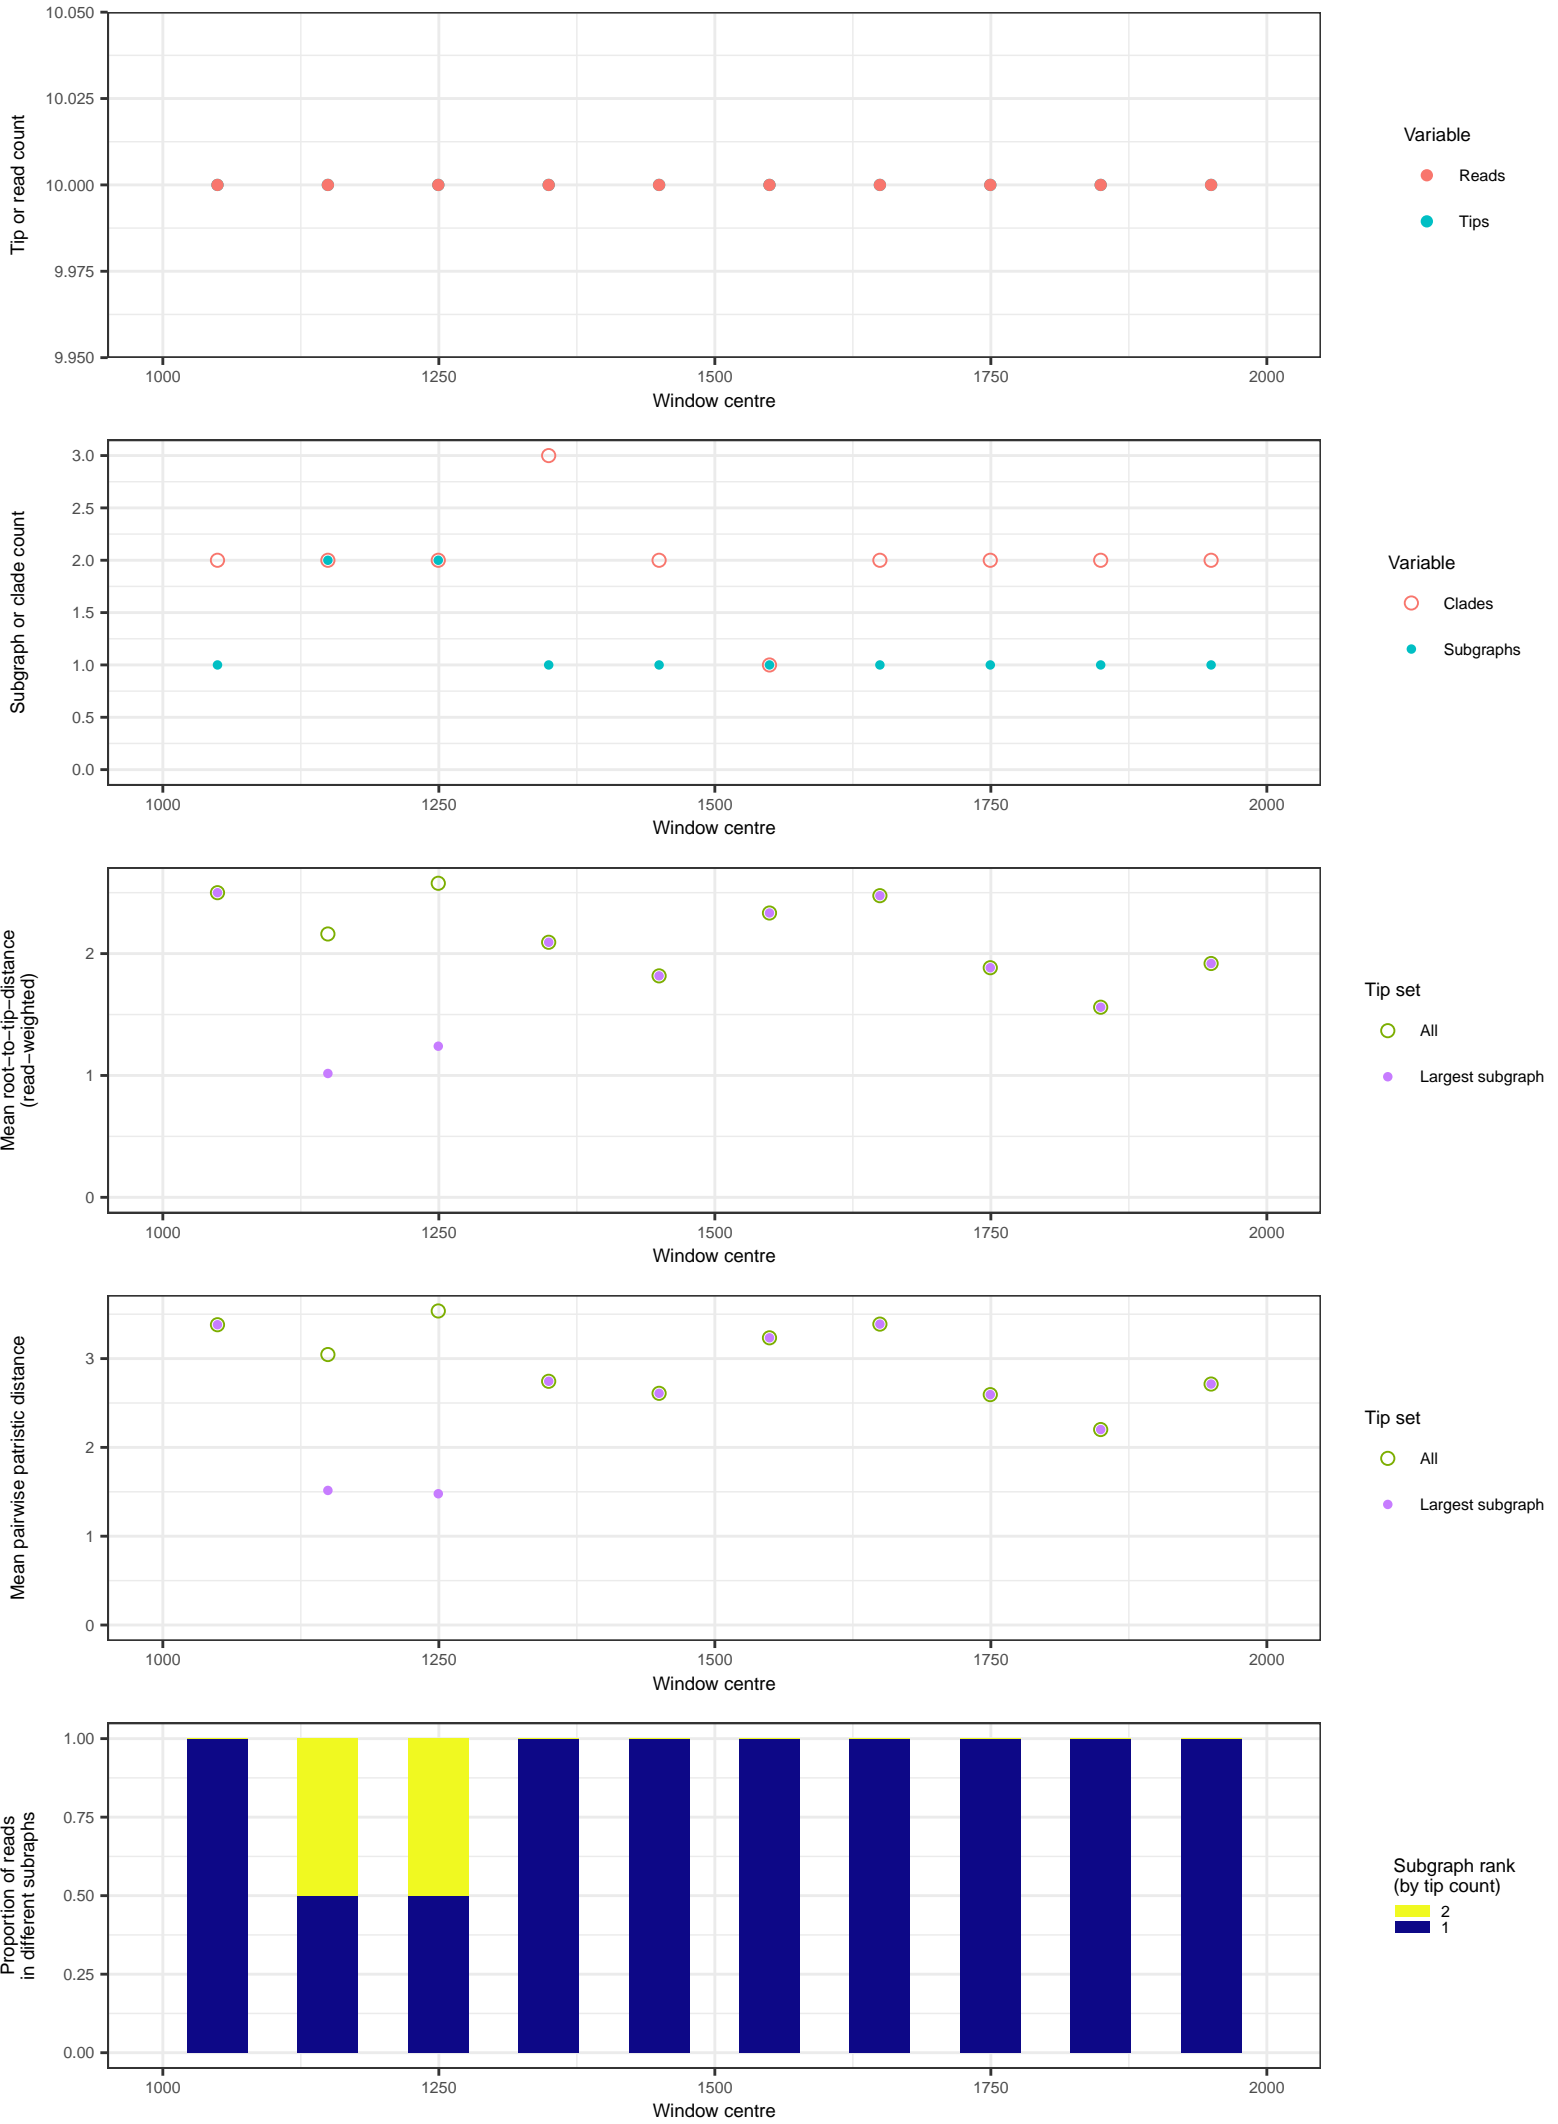 10.050
10.025
10.000
9.975
9.950
Tip or read count
1000 1250 1500 1750 2000
Window centre
Variable
Reads
Tips
3.0
2.5
2.0
1.5
1.0
0.5
0.0
Subgraph or clade count
1000 1250 1500 1750 2000
Window centre
Variable
Clades
Subgraphs
2
1
0
Mean root−to−tip−distance
(read−weighted)
1000 1250 1500 1750 2000
Window centre
Tip set
All
Largest subgraph
3
2
1
0
Mean pairwise patristic distance
1000 1250 1500 1750 2000
Window centre
Tip set
All
Largest subgraph
1.00
0.75
0.50
0.25
0.00
Proportion of reads
in different subraphs
1000 1250 1500 1750 2000
Window centre
Subgraph rank
(by tip count)
2
1